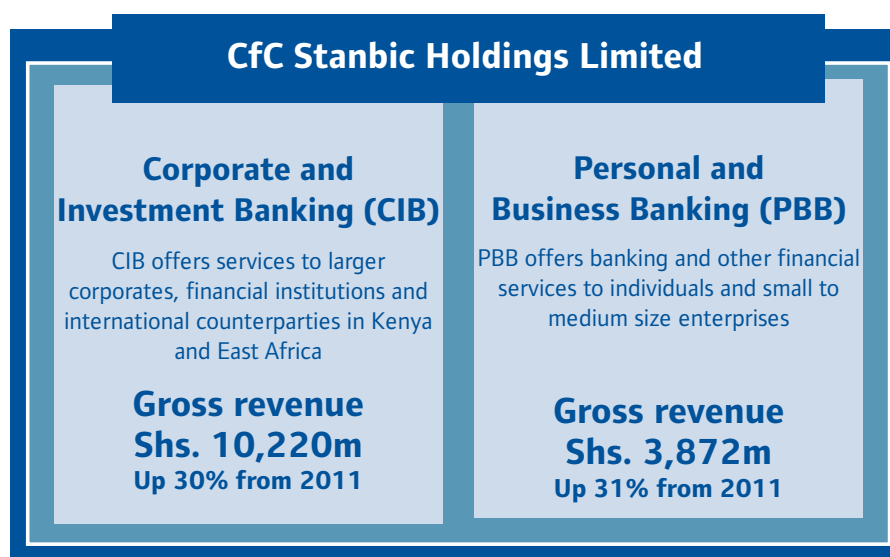 CfC Stanbic Holdings Limited
Corporate and
Investment Banking (CIB)
CIB offers services to larger
corporates, financial institutions and
international counterparties in Kenya
and East Africa
Gross revenue
Shs. 10,220m
Up 30% from 2011
Personal and
Business Banking (PBB)
PBB offers banking and other financial
services to individuals and small to
medium size enterprises
Gross revenue
Shs. 3,872m
Up 31% from 2011